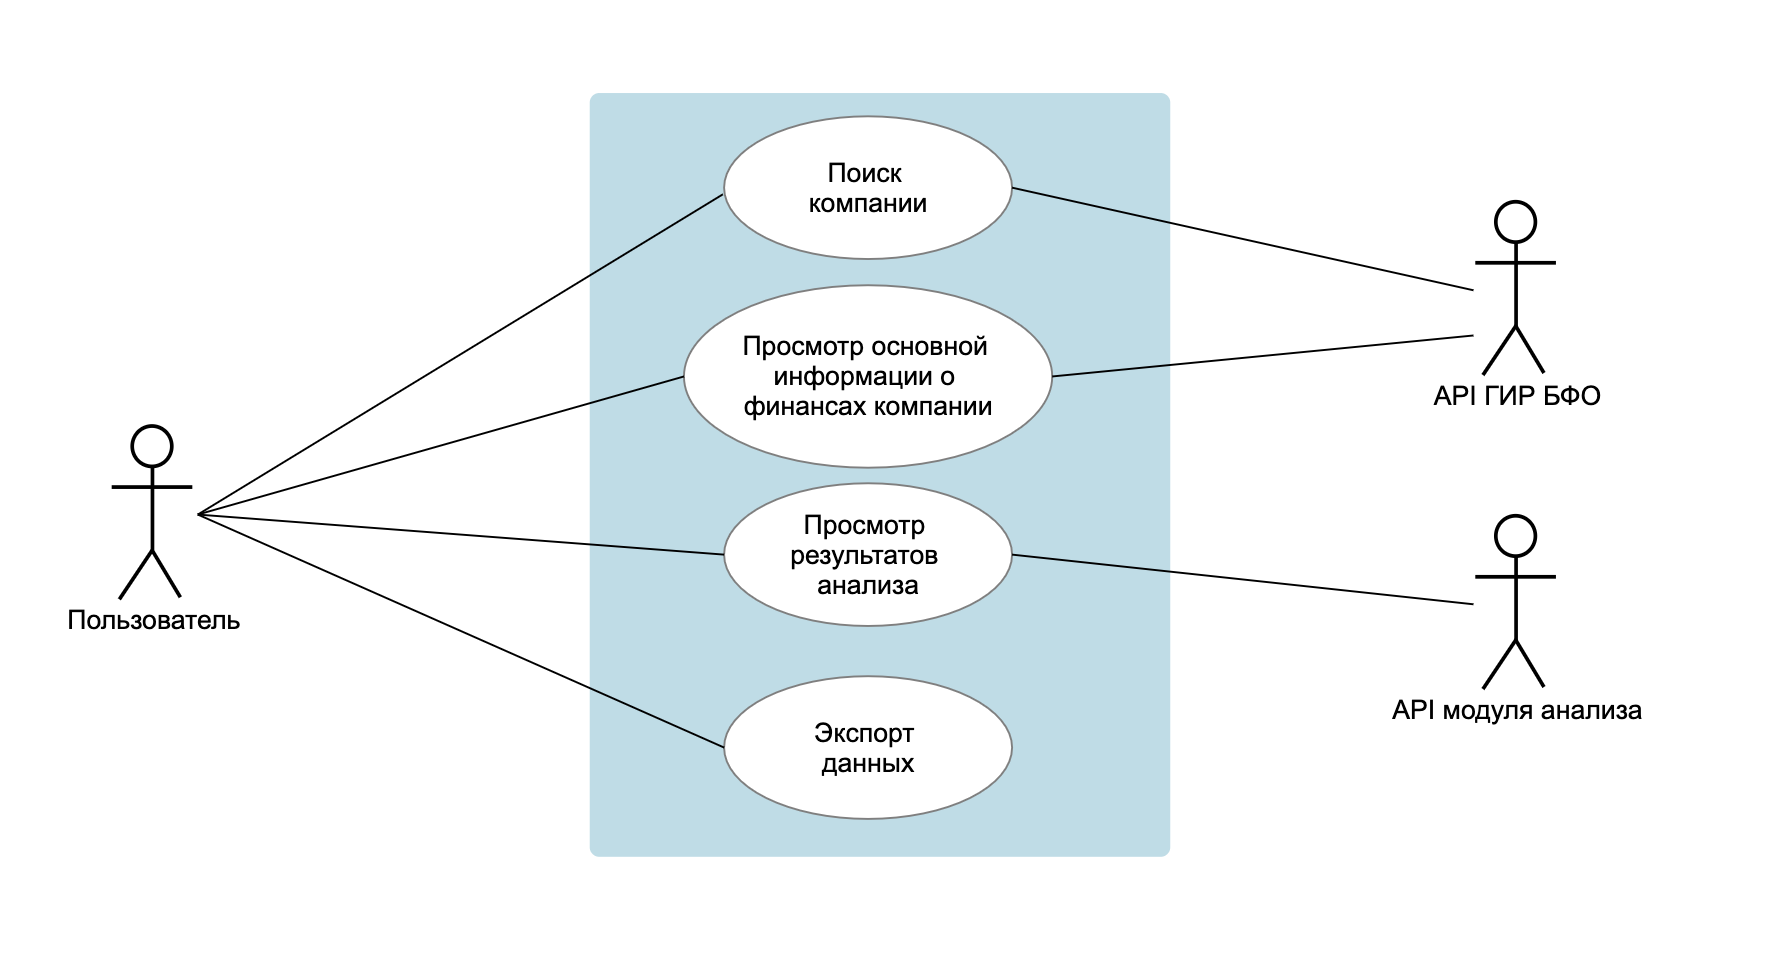 Поиск
компании
Просмотр основной
информации о
финансах компании
API ГИР БФО
Пользователь
Просмотр
результатов
анализа
API модуля анализа
Экспорт
данных